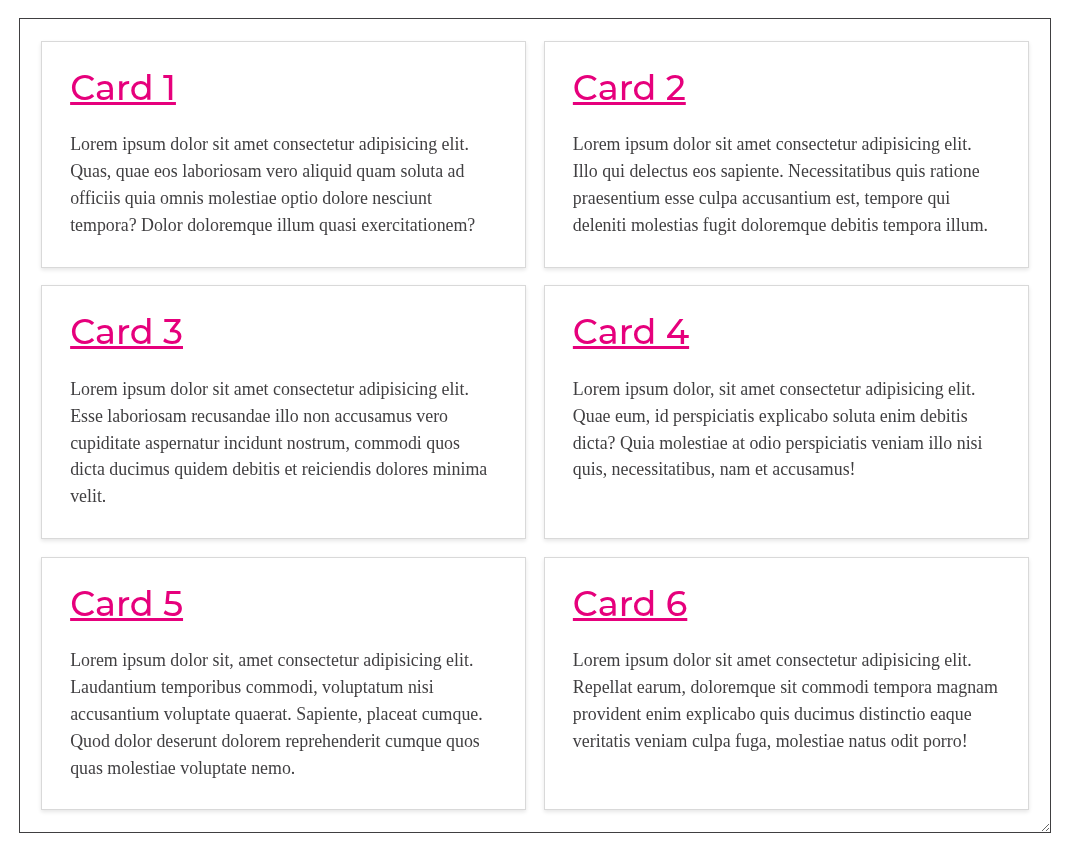 Card 1
Lorem ipsum dolor sit amet consectetur adipisicing elit.
Quas, quae eos laboriosam vero aliquid quam soluta ad
officiis quia omnis molestiae optio dolore nesciunt
tempora? Dolor doloremque illum quasi exercitationem?
Card 2
Lorem ipsum dolor sit amet consectetur adipisicing elit.
Illo qui delectus eos sapiente. Necessitatibus quis ratione
praesentium esse culpa accusantium est, tempore qui
deleniti molestias fugit doloremque debitis tempora illum.
Card 3
Lorem ipsum dolor sit amet consectetur adipisicing elit.
Esse laboriosam recusandae illo non accusamus vero
cupiditate aspernatur incidunt nostrum, commodi quos
dicta ducimus quidem debitis et reiciendis dolores minima
velit.
Card 4
Lorem ipsum dolor, sit amet consectetur adipisicing elit.
Quae eum, id perspiciatis explicabo soluta enim debitis
dicta? Quia molestiae at odio perspiciatis veniam illo nisi
quis, necessitatibus, nam et accusamus!
Card 5
Lorem ipsum dolor sit, amet consectetur adipisicing elit.
Laudantium temporibus commodi, voluptatum nisi
accusantium voluptate quaerat. Sapiente, placeat cumque.
Quod dolor deserunt dolorem reprehenderit cumque quos
quas molestiae voluptate nemo.
Card 6
Lorem ipsum dolor sit amet consectetur adipisicing elit.
Repellat earum, doloremque sit commodi tempora magnam
provident enim explicabo quis ducimus distinctio eaque
veritatis veniam culpa fuga, molestiae natus odit porro!